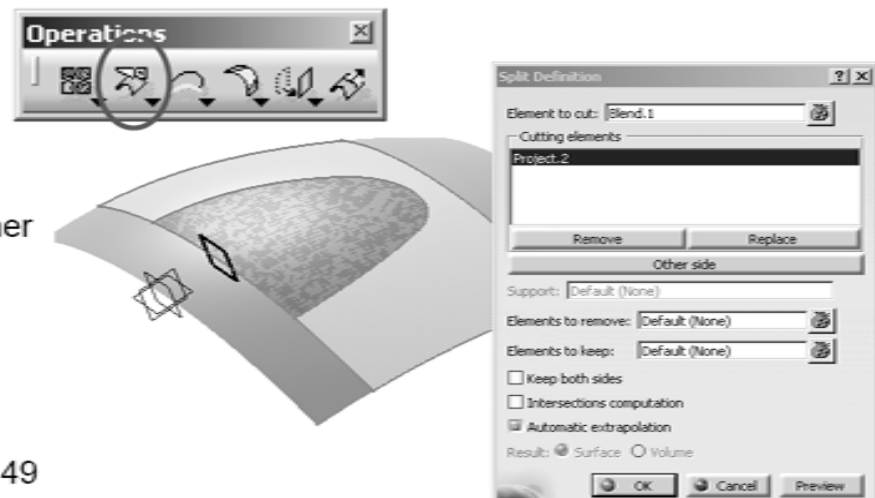 Operations
Split Definition
Element to cut: Blend.1
Cutting elements
Project.2
Remove Replace
Other side
Support: Default (None)
Elements to remove: Default (None)
Elements to keep: Default (None)
Keep both sides
Intersections computation
Automatic extrapolation
Result: Surface Volume
OK Cancel Preview
49